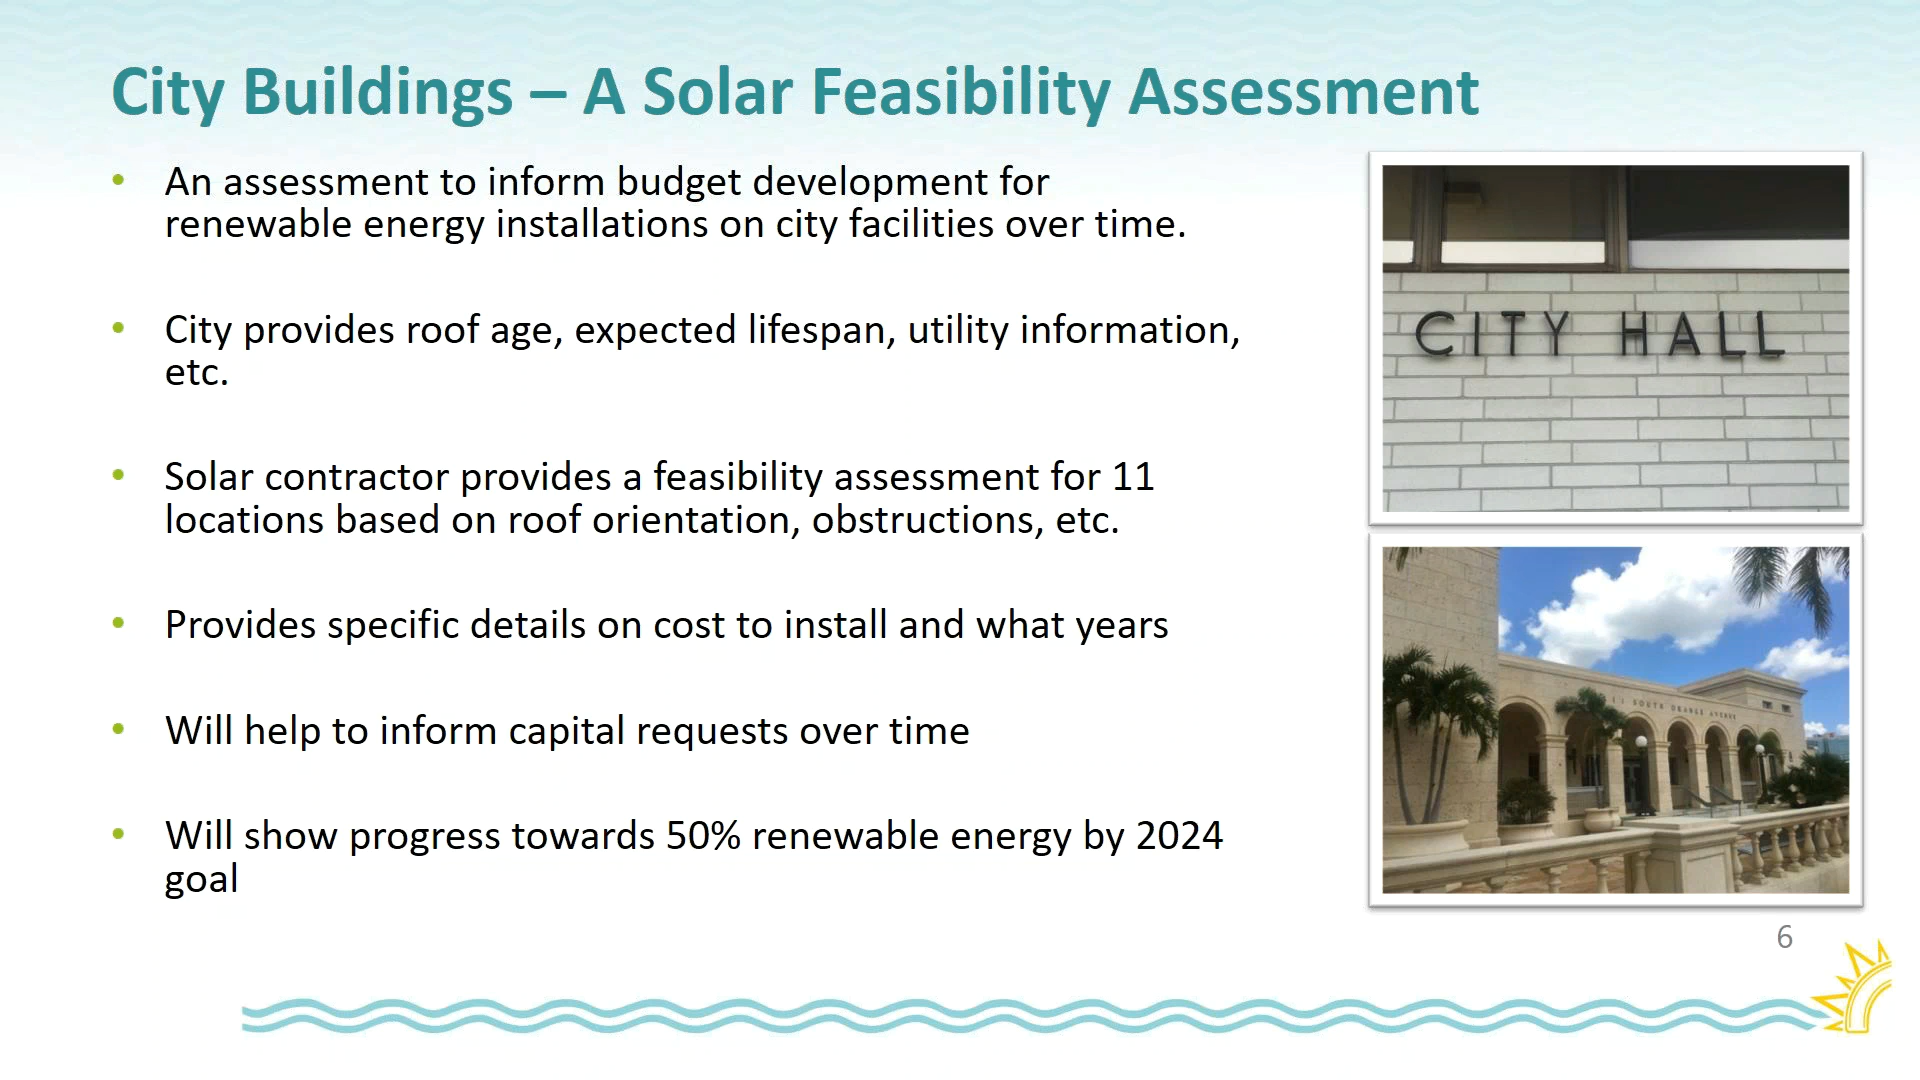 City Buildings – A Solar Feasibility Assessment
• An assessment to inform budget development for
renewable energy installations on city facilities over time.
• City provides roof age, expected lifespan, utility information,
etc.
• Solar contractor provides a feasibility assessment for 11
locations based on roof orientation, obstructions, etc.
• Provides specific details on cost to install and what years
• Will help to inform capital requests over time
• Will show progress towards 50% renewable energy by 2024
goal
CITY HALL
SOUTH ORANGE AVENUE
6